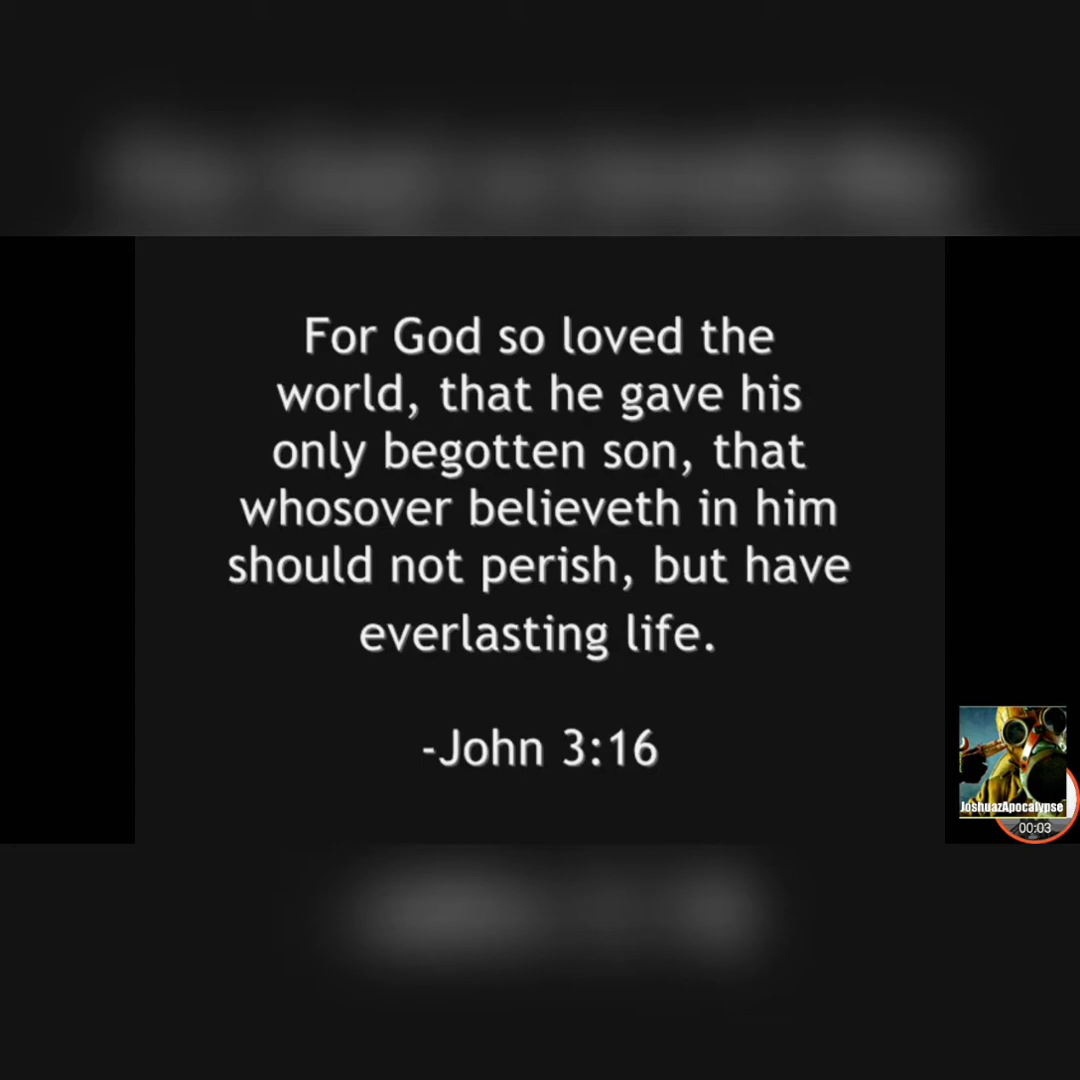 For God so loved the
world, that he gave his
only begotten son, that
whosover believeth in him
should not perish, but have
everlasting life.
-John 3:16
JoshuazApocalypse
00:03